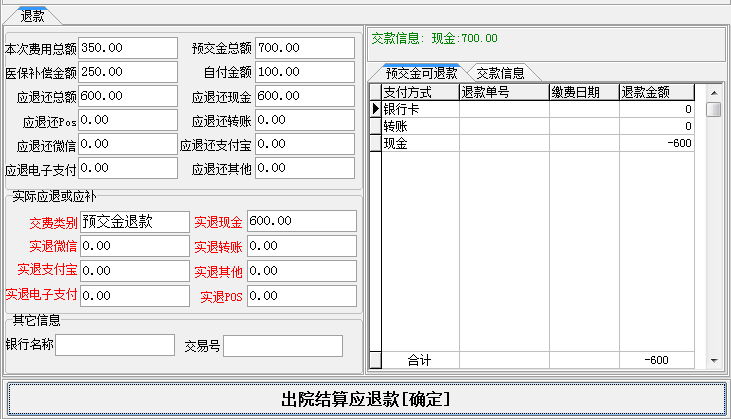 退款
本次费用总额 350.00 预交金总额 700.00
医保补偿金额 250.00 自付金额 100.00
应退还总额 600.00 应退还现金 600.00
应退还Pos 0.00 应退还转账 0.00
应退还微信 0.00 应退还支付宝 0.00
应退电子支付 0.00 应退还其他 0.00
实际应退或应补
交费类别 预交金退款 实退现金 600.00
实退微信 0.00 实退转账 0.00
实退支付宝 0.00 实退其他 0.00
实退电子支付 0.00 实退POS 0.00
其它信息
银行名称 交易号
交款信息: 现金:700.00
预交金可退款 交款信息
支付方式 退款单号 缴费日期 退款金额
银行卡 0
转账 0
现金 -600
合计 -600
出院结算应退款[确定]